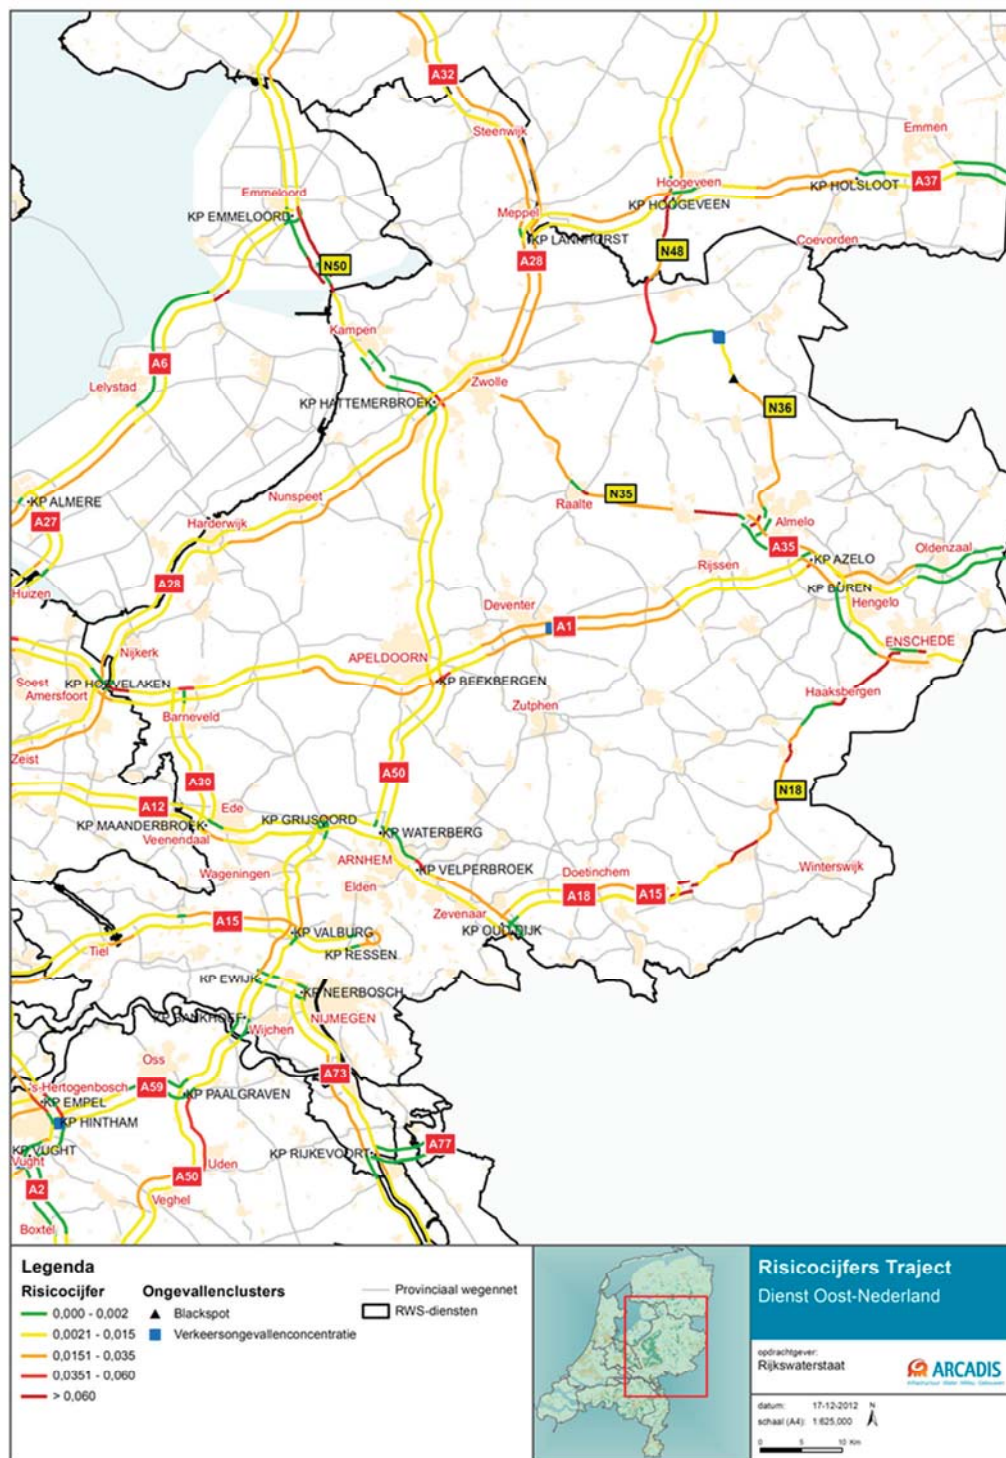 A32
Steenwijk
Emmen
Hoogeveen
KP HOLSLOOT
A37
Emmeloord
KP EMMELOORD
Meppel
KP HOOGEVEEN
KP LANKHORST
Coevorden
N50
A28
N48
Kampen
A6
Lelystad
Zwolle
KP HATTEMERBROEK
N36
Nunspeet
N35
Raalte
KP ALMERE
A27
Harderwijk
Almelo
A35
KP AZELO
Oldenzaal
Rijssen
Huizen
A28
KP BUREN
Deventer
Hengelo
A1
ENSCHEDE
Nijkerk
APELDOORN
KP HOEVELAKEN
Soest
Amersfoort
KP BEEKBERGEN
Haaksbergen
Barneveld
Zutphen
Zeist
A50
A30
N18
A12
Ede
KP MAANDERBROEK
KP GRIJSOORD
KP WATERBERG
Veenendaal
ARNHEM
KP VELPERBROEK
Wageningen
Elden
Doetinchem
Winterswijk
A18
A15
Zevenaar
A15
KP VALBURG
KP OUD-DIJK
Tiel
KP RESSEN
KP EWIJK
KP NEERBOSCH
KP BANKHOEF
NIJMEGEN
Wijchen
Oss
A73
's-Hertogenbosch
A59
KP EMPEL
KP PAALGRAVEN
KP HINTHAM
KP VUGHT
Vught
KP RIJKEVOORT
A77
Uden
A50
A2
Veghel
Boxtel
Legenda
Risicocijfer
0,000 - 0,002
0,0021 - 0,015
0,0151 - 0,035
0,0351 - 0,060
> 0,060
Ongevallenclusters
Blackspot
Verkeersongevallenconcentratie
Provinciaal wegennet
RWS-diensten
Risicocijfers Traject
Dienst Oost-Nederland
opdrachtgever:
Rijkswaterstaat
ARCADIS
datum: 17-12-2012 N
schaal (A4): 1:625,000
0 5 10 Km